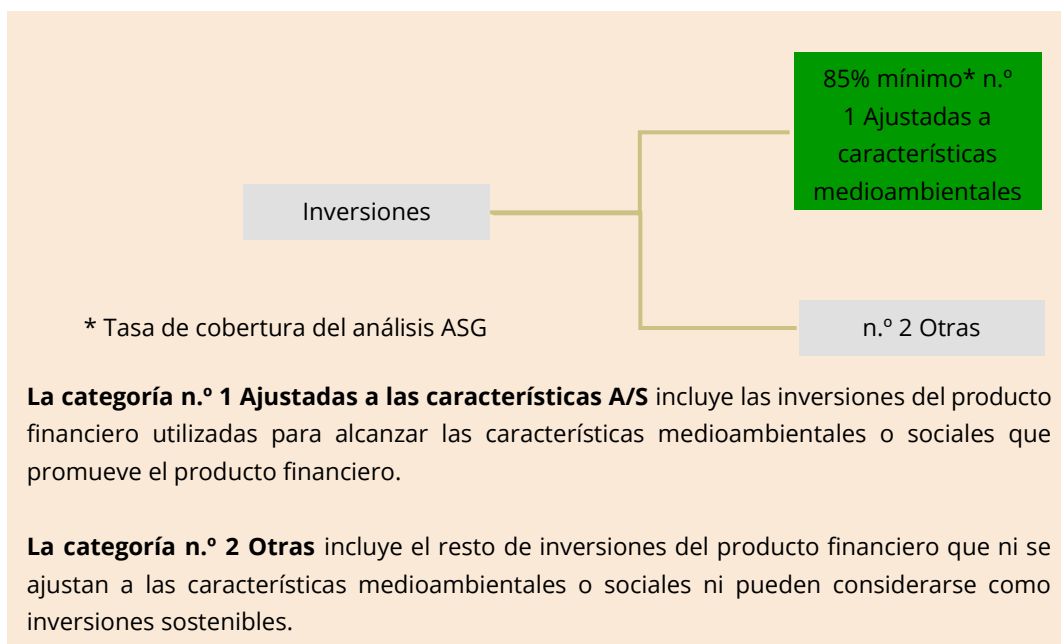 85% mínimo* n.º
1 Ajustadas a
características
medioambientales
Inversiones
* Tasa de cobertura del análisis ASG
n.º 2 Otras
La categoría n.º 1 Ajustadas a las características A/S incluye las inversiones del producto
financiero utilizadas para alcanzar las características medioambientales o sociales que
promueve el producto financiero.
La categoría n.º 2 Otras incluye el resto de inversiones del producto financiero que ni se
ajustan a las características medioambientales o sociales ni pueden considerarse como
inversiones sostenibles.